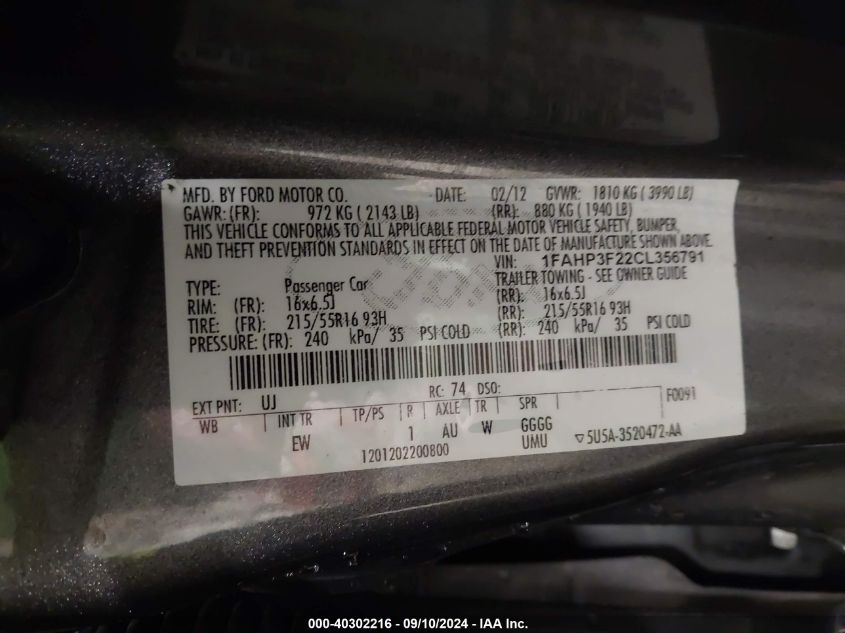 MFD. BY FORD MOTOR CO. DATE: 02/12 GVWR: 1810 KG ( 3990 LB)
GAWR: (FR): 972 KG ( 2143 LB) (RR): 880 KG ( 1940 LB)
THIS VEHICLE CONFORMS TO ALL APPLICABLE FEDERAL MOTOR VEHICLE SAFETY, BUMPER,
AND THEFT PREVENTION STANDARDS IN EFFECT ON THE DATE OF MANUFACTURE SHOWN ABOVE.
VIN: 1FAHP3F22CL356791
TYPE: Passenger Car TRAILER TOWING - SEE OWNER GUIDE
RIM: (FR): 16x6.5J (RR): 16x6.5J
TIRE: (FR): 215/55R16 93H (RR): 215/55R16 93H
PRESSURE: (FR): 240 kPa/ 35 PSI COLD (RR): 240 kPa/ 35 PSI COLD
EXT PNT: UJ RC: 74 DSO: F0091
WB INT TR TP/PS R AXLE TR SPR
EW 1 AU W GGGG
1201202200800 UMU 5U5A-3520472-AA
000-40302216 - 09/10/2024 - IAA Inc.